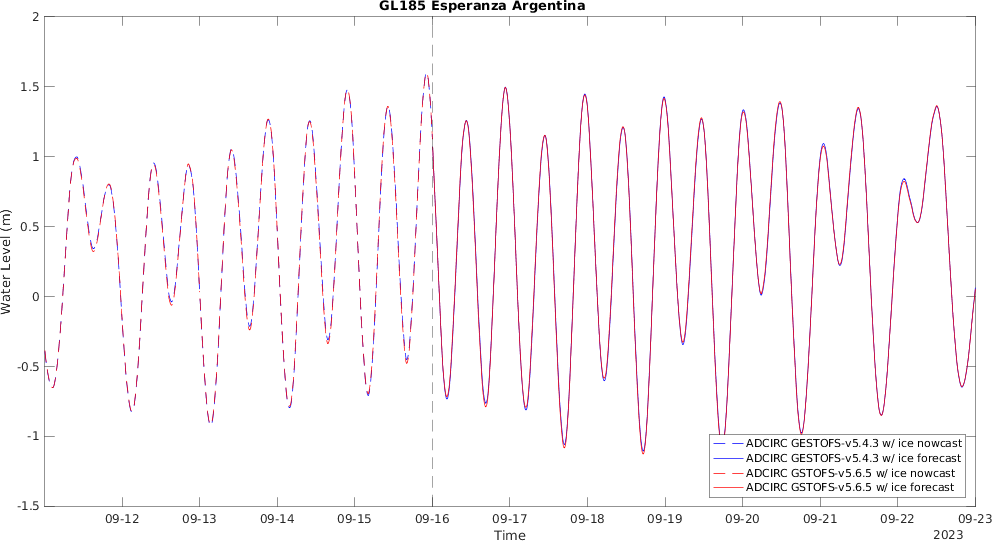 GL185 Esperanza Argentina
2
1.5
1
0.5
0
-0.5
-1
-1.5
Water Level (m)
ADCIRC GESTOFS-v5.4.3 w/ ice nowcast
ADCIRC GESTOFS-v5.4.3 w/ ice forecast
ADCIRC GSTOFS-v5.6.5 w/ ice nowcast
ADCIRC GSTOFS-v5.6.5 w/ ice forecast
09-12 09-13 09-14 09-15 09-16 09-17 09-18 09-19 09-20 09-21 09-22 09-23
Time
2023